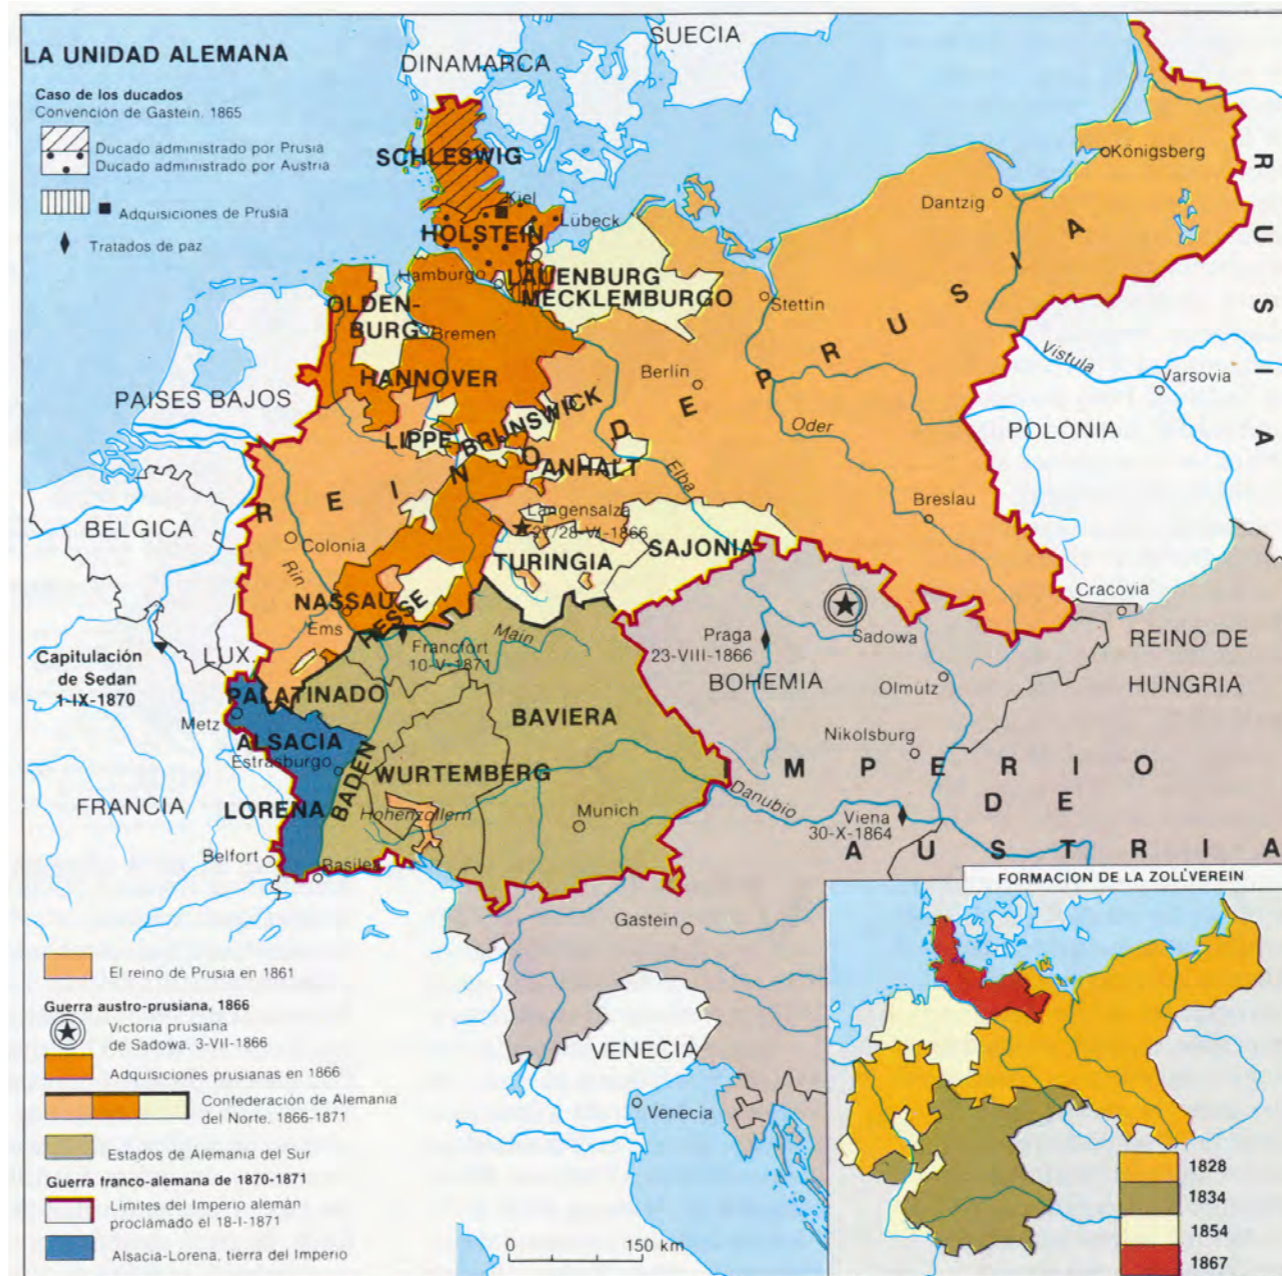 LA UNIDAD ALEMANA
Caso de los ducados
Convención de Gastein. 1865
Ducado administrado por Prusia
Ducado administrado por Austria
Adquisiciones de Prusia
Tratados de paz
SUECIA
DINAMARCA
SCHLESWIG
Kiel
Lübeck
HOLSTEIN
Hamburgo
LAUENBURG
MECKLEMBURGO
OLDEN-
BURG
Bremen
HANNOVER
Königsberg
Dantzig
Stettin
RUSIA
REINO DE PRUSIA
Berlín
Vistula
Varsovia
POLONIA
Oder
Elba
Breslau
PAISES BAJOS
LIPPE
BRUNSWICK
ANHALT
BELGICA
Colonia
Rin
Langensalza
27/28-VI-1866
TURINGIA
SAJONIA
NASSAU
HESSE
Ems
Cracovia
REINO DE
HUNGRIA
Capitulación
de Sedan
1-IX-1870
LUX.
Francfort
10-V-1871
Main
Praga
23-VIII-1866
Sadowa
BOHEMIA
Olmutz
PALATINADO
Metz
ALSACIA
Estrasburgo
BAVIERA
Nikolsburg
WURTEMBERG
BADEN
IMPERIO
DE
AUSTRIA
FRANCIA
LORENA
Hohenzollern
Munich
Danubio
Viena
30-X-1864
Belfort
Basilea
Gastein
VENECIA
Venecia
El reino de Prusia en 1861
Guerra austro-prusiana, 1866
Victoria prusiana
de Sadowa. 3-VII-1866
Adquisiciones prusianas en 1866
Confederación de Alemania
del Norte. 1866-1871
Estados de Alemania del Sur
Guerra franco-alemana de 1870-1871
Limites del Imperio alemán
proclamado el 18-I-1871
Alsacia-Lorena, tierra del Imperio
0 150 km
FORMACION DE LA ZOLLVEREIN
1828
1834
1854
1867